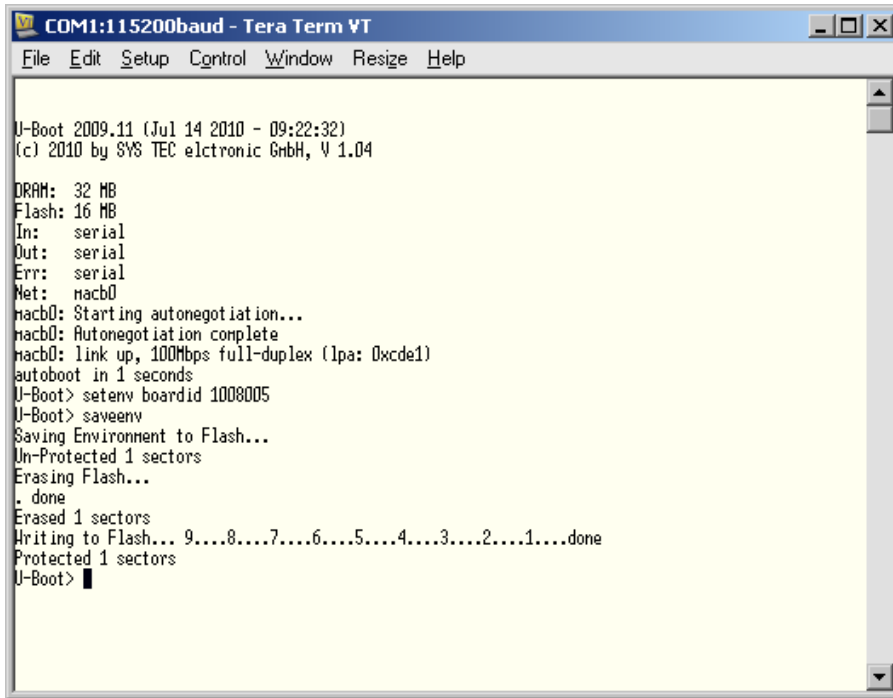 COM1:115200baud - Tera Term VT
File Edit Setup Control Window Resize Help
U-Boot 2009.11 (Jul 14 2010 - 09:22:32)
(c) 2010 by SYS TEC elctronic GmbH, V 1.04
DRAM: 32 MB
Flash: 16 MB
In: serial
Out: serial
Err: serial
Net: macb0
macb0: Starting autonegotiation...
macb0: Autonegotiation complete
macb0: link up, 100Mbps full-duplex (lpa: 0xcde1)
autoboot in 1 seconds
U-Boot> setenv boardid 1008005
U-Boot> saveenv
Saving Environment to Flash...
Un-Protected 1 sectors
Erasing Flash...
. done
Erased 1 sectors
Writing to Flash... 9....8....7....6....5....4....3....2....1....done
Protected 1 sectors
U-Boot>